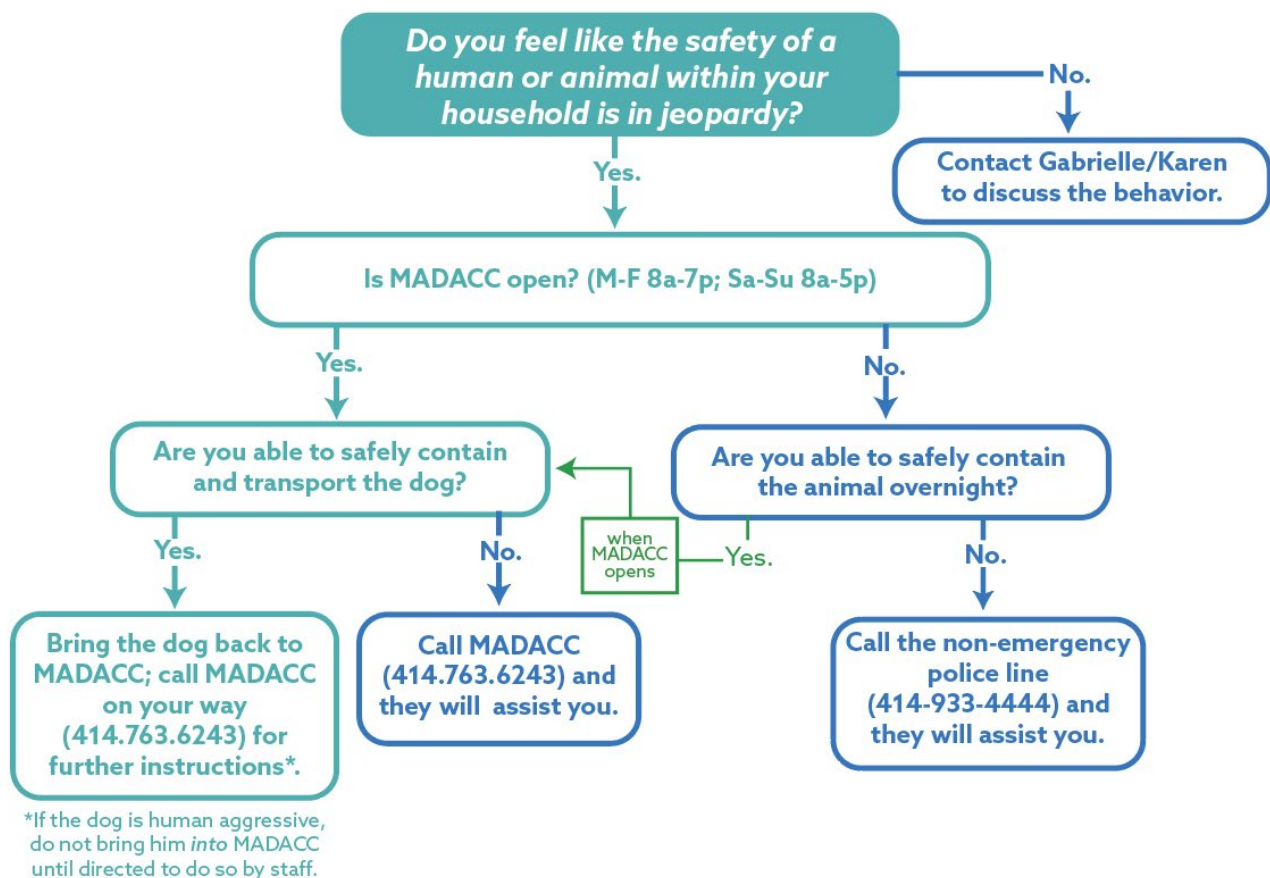 Do you feel like the safety of a
human or animal within your
household is in jeopardy?
No.
Contact Gabrielle/Karen
to discuss the behavior.
Yes.
Is MADACC open? (M-F 8a-7p; Sa-Su 8a-5p)
Yes.
No.
Are you able to safely contain
and transport the dog?
Are you able to safely contain
the animal overnight?
when
MADACC
opens
Yes.
Yes.
No.
No.
Bring the dog back to
MADACC; call MADACC
on your way
(414.763.6243) for
further instructions*.
Call MADACC
(414.763.6243) and
they will assist you.
Call the non-emergency
police line
(414-933-4444) and
they will assist you.
*If the dog is human aggressive,
do not bring him into MADACC
until directed to do so by staff.